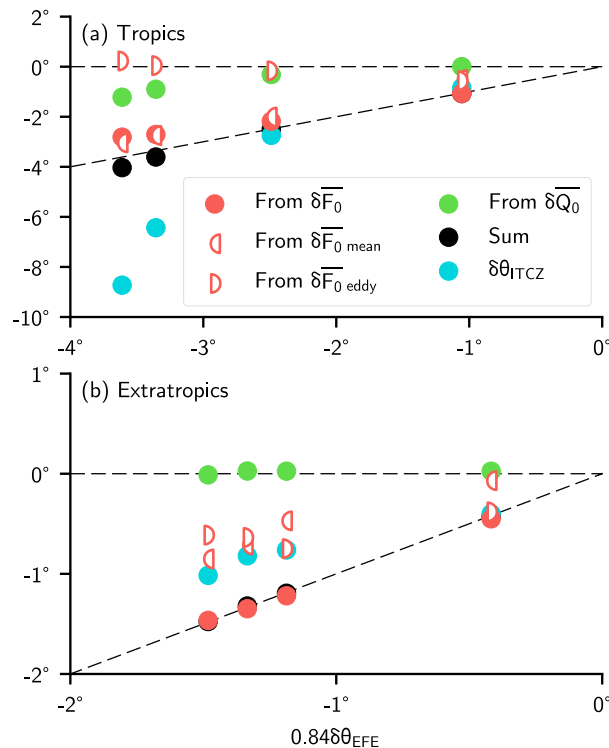 (a) Tropics
2°
0°
-2°
-4°
-6°
-8°
-10°
From δF̅₀
From δF̅₀ mean
From δF̅₀ eddy
From δQ̅₀
Sum
δθITCZ
-4° -3° -2° -1° 0°
(b) Extratropics
1°
0°
-1°
-2°
-2° -1° 0°
0.84δθEFE